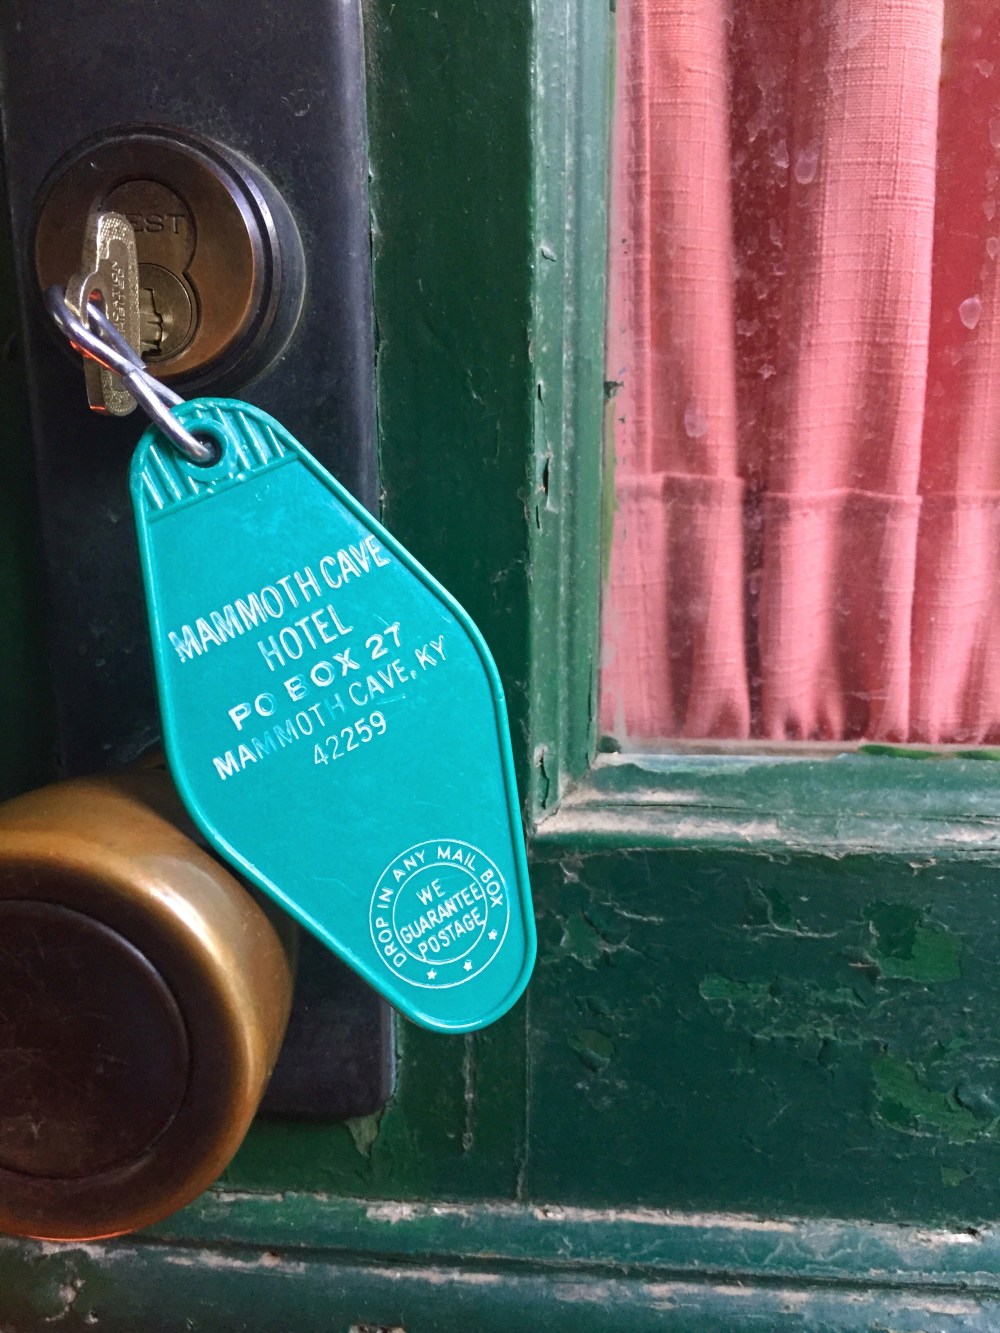 MAMMOTH CAVE
HOTEL
PO BOX 27
MAMMOTH CAVE, KY
42259
DROP IN ANY MAIL BOX
WE
GUARANTEE
POSTAGE